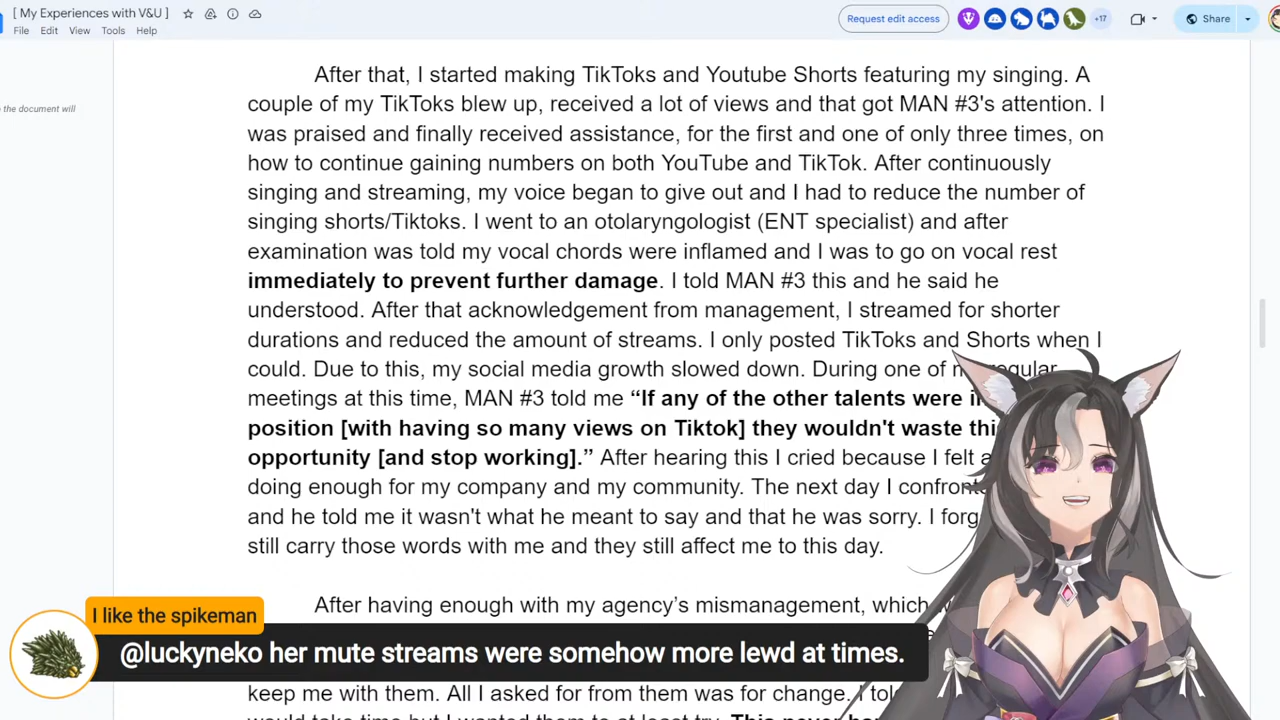 [ My Experiences with V&U ]
File Edit View Tools Help
Request edit access
+17
Share
the document will
After that, I started making TikToks and Youtube Shorts featuring my singing. A
couple of my TikToks blew up, received a lot of views and that got MAN #3's attention. I
was praised and finally received assistance, for the first and one of only three times, on
how to continue gaining numbers on both YouTube and TikTok. After continuously
singing and streaming, my voice began to give out and I had to reduce the number of
singing shorts/Tiktoks. I went to an otolaryngologist (ENT specialist) and after
examination was told my vocal chords were inflamed and I was to go on vocal rest
immediately to prevent further damage. I told MAN #3 this and he said he
understood. After that acknowledgement from management, I streamed for shorter
durations and reduced the amount of streams. I only posted TikToks and Shorts when I
could. Due to this, my social media growth slowed down. During one of
meetings at this time, MAN #3 told me “If any of the other talents were
position [with having so many views on Tiktok] they wouldn't waste
opportunity [and stop working].” After hearing this I cried because I felt
doing enough for my company and my community. The next day I
and he told me it wasn't what he meant to say and that he was sorry. I
still carry those words with me and they still affect me to this day.
After having enough with my agency’s mismanagement,
I like the spikeman
@luckyneko her mute streams were somehow more lewd at times.
keep me with them. All I asked for from them was for change. I
would take time but I wanted them to at least try. This never